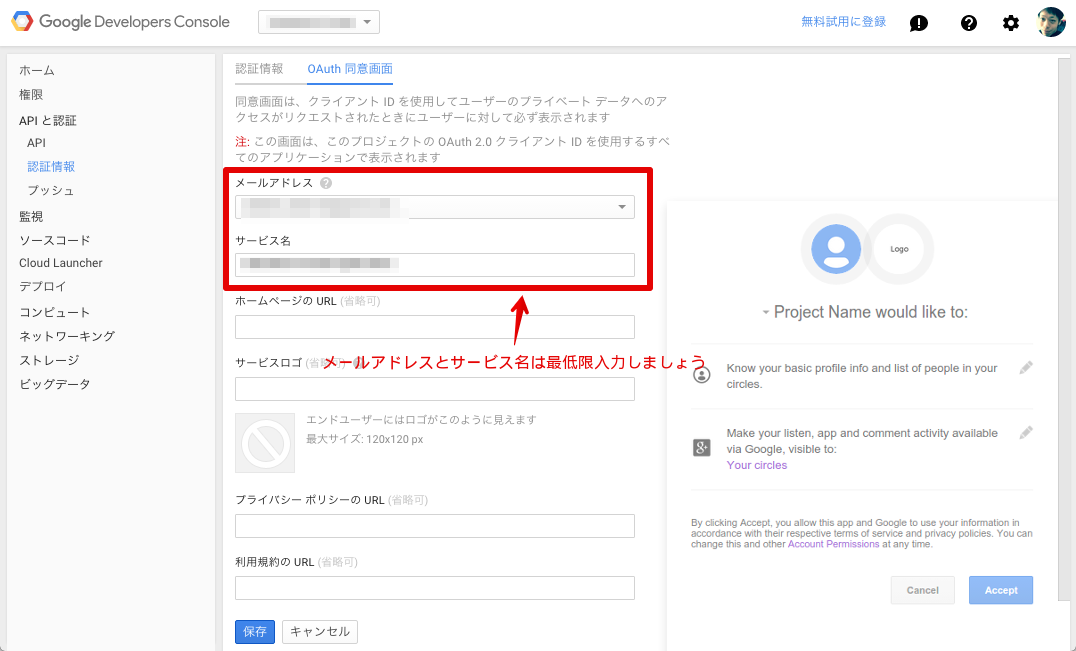 Google Developers Console
無料試用に登録
ホーム
権限
API と認証
API
認証情報
プッシュ
監視
ソースコード
Cloud Launcher
デプロイ
コンピュート
ネットワーキング
ストレージ
ビッグデータ
認証情報 OAuth 同意画面
同意画面は、クライアント ID を使用してユーザーのプライベート データへのア
クセスがリクエストされたときにユーザーに対して必ず表示されます
注: この画面は、このプロジェクトの OAuth 2.0 クライアント ID を使用するすべ
てのアプリケーションで表示されます
メールアドレス ?
サービス名
ホームページの URL (省略可)
メールアドレスとサービス名は最低限入力しましょう
サービスロゴ
エンドユーザーにはロゴがこのように見えます
最大サイズ: 120x120 px
プライバシー ポリシーの URL (省略可)
利用規約の URL (省略可)
保存 キャンセル
Logo
Project Name would like to:
Know your basic profile info and list of people in your
circles.
Make your listen, app and comment activity available
via Google, visible to:
Your circles
By clicking Accept, you allow this app and Google to use your information in
accordance with their respective terms of service and privacy policies. You can
change this and other Account Permissions at any time.
Cancel Accept